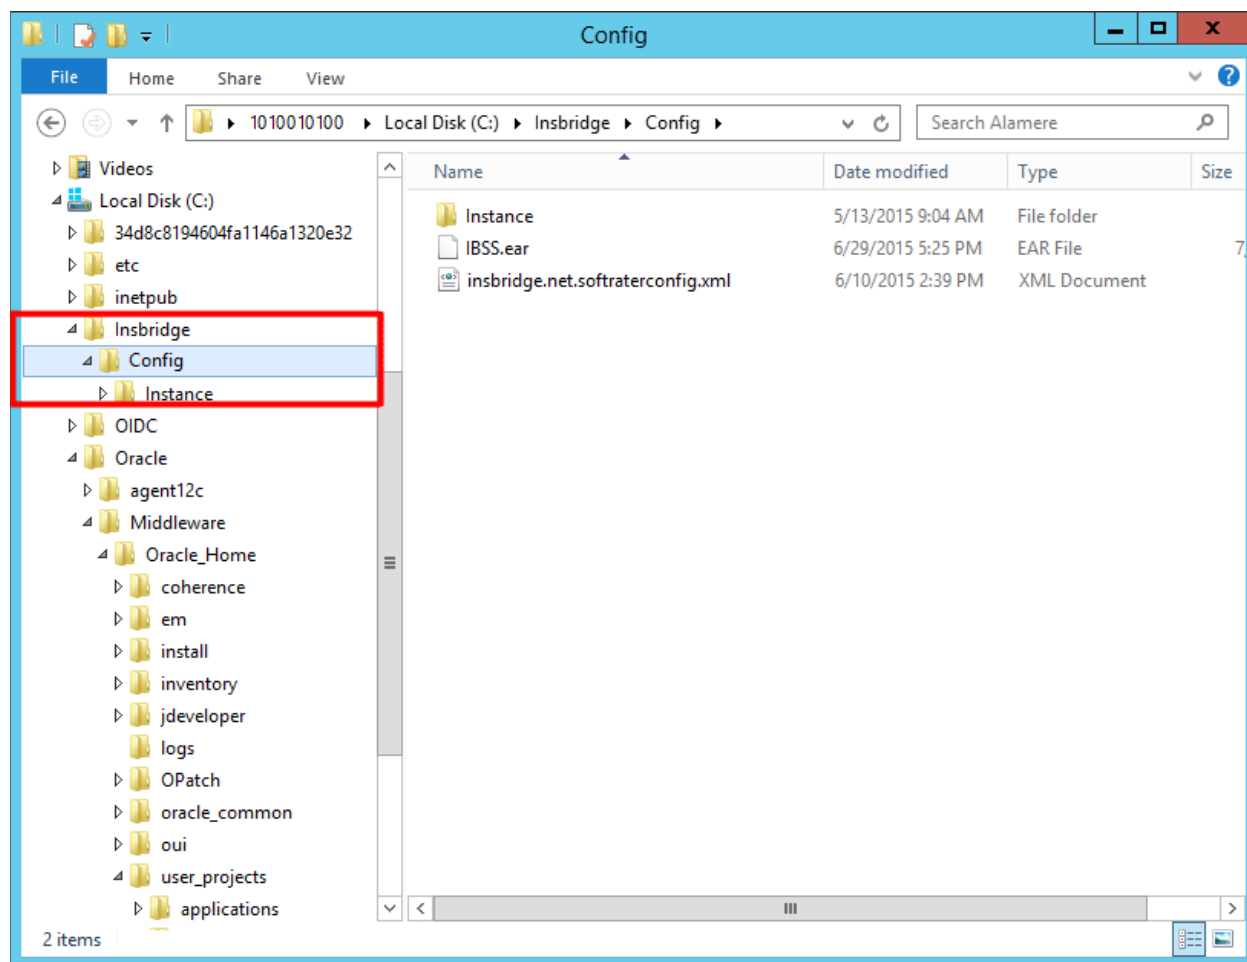 Config
File Home Share View
1010010100 Local Disk (C:) Insbridge Config Search Alamere
Name Date modified Type Size
Videos
Local Disk (C:)
34d8c8194604fa1146a1320e32
etc
inetpub
Insbridge
Config
Instance
OIDC
Oracle
agent12c
Middleware
Oracle_Home
coherence
em
install
inventory
jdeveloper
logs
OPatch
oracle_common
oui
user_projects
applications
Instance 5/13/2015 9:04 AM File folder
IBSS.ear 6/29/2015 5:25 PM EAR File 7,
insbridge.net.softraterconfig.xml 6/10/2015 2:39 PM XML Document
2 items